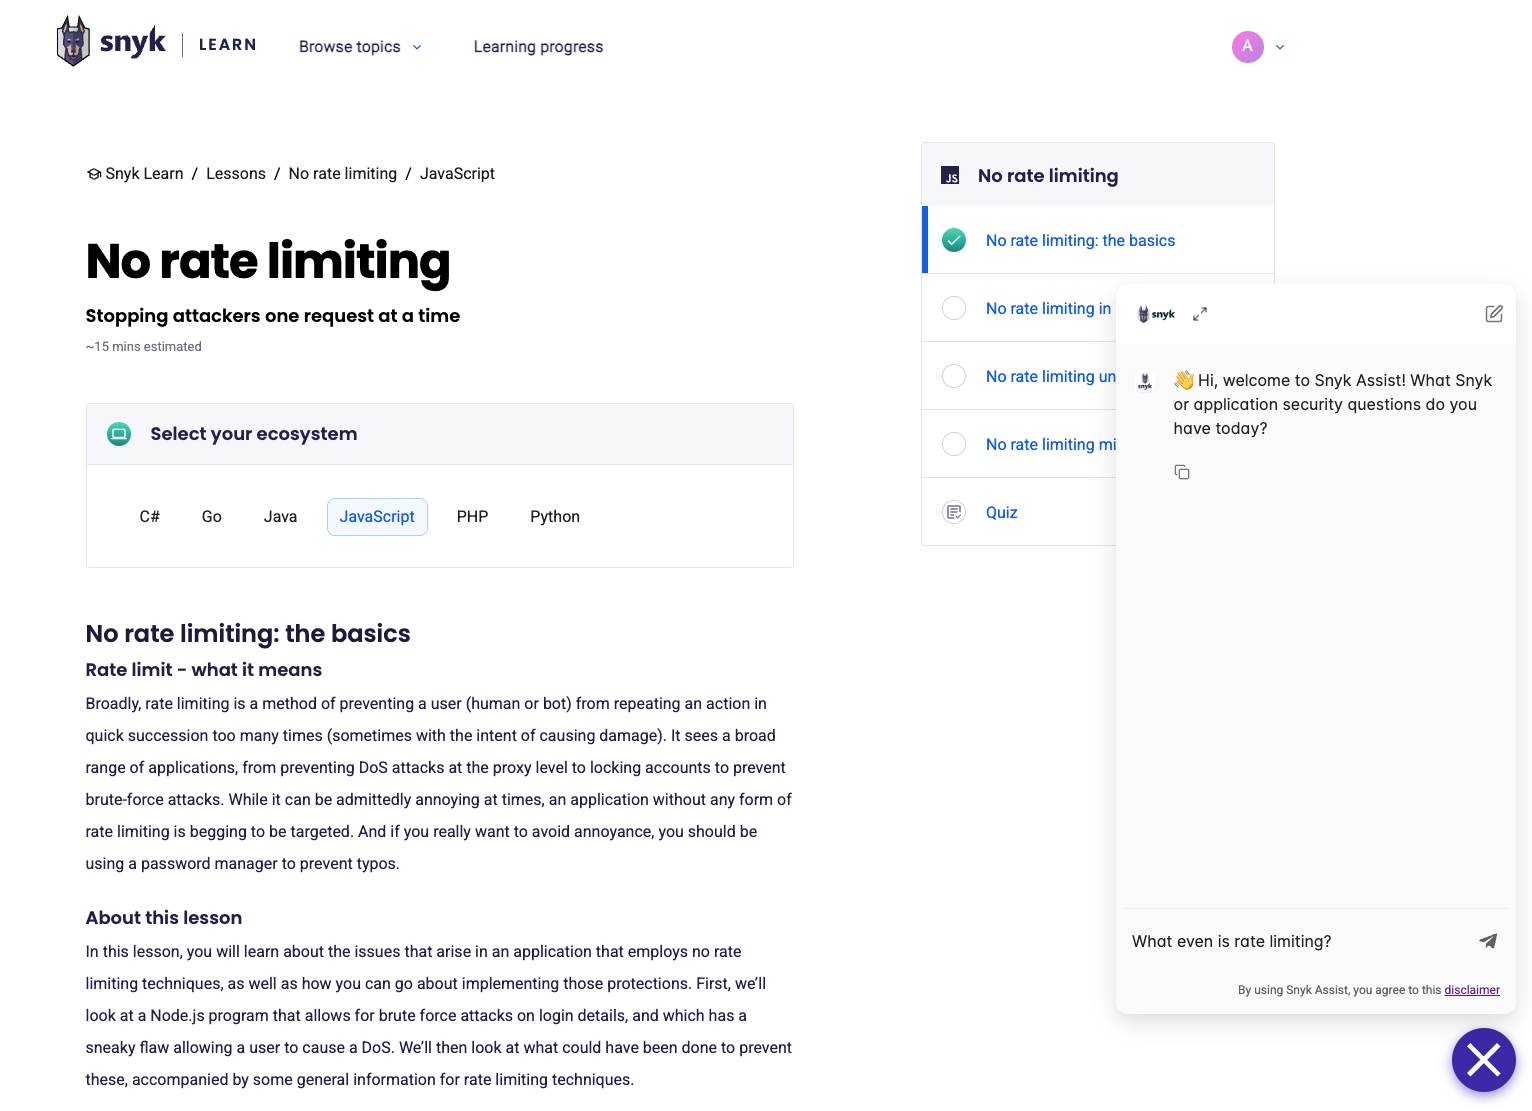 snyk LEARN Browse topics Learning progress A
Snyk Learn / Lessons / No rate limiting / JavaScript
No rate limiting
Stopping attackers one request at a time
~15 mins estimated
Select your ecosystem
C# Go Java JavaScript PHP Python
No rate limiting: the basics
Rate limit - what it means
Broadly, rate limiting is a method of preventing a user (human or bot) from repeating an action in
quick succession too many times (sometimes with the intent of causing damage). It sees a broad
range of applications, from preventing DoS attacks at the proxy level to locking accounts to prevent
brute-force attacks. While it can be admittedly annoying at times, an application without any form of
rate limiting is begging to be targeted. And if you really want to avoid annoyance, you should be
using a password manager to prevent typos.
About this lesson
In this lesson, you will learn about the issues that arise in an application that employs no rate
limiting techniques, as well as how you can go about implementing those protections. First, we’ll
look at a Node.js program that allows for brute force attacks on login details, and which has a
sneaky flaw allowing a user to cause a DoS. We’ll then look at what could have been done to prevent
these, accompanied by some general information for rate limiting techniques.
JS No rate limiting
No rate limiting: the basics
No rate limiting in
No rate limiting un
No rate limiting mi
Quiz
snyk
snyk
👋 Hi, welcome to Snyk Assist! What Snyk
or application security questions do you
have today?
What even is rate limiting?
By using Snyk Assist, you agree to this disclaimer